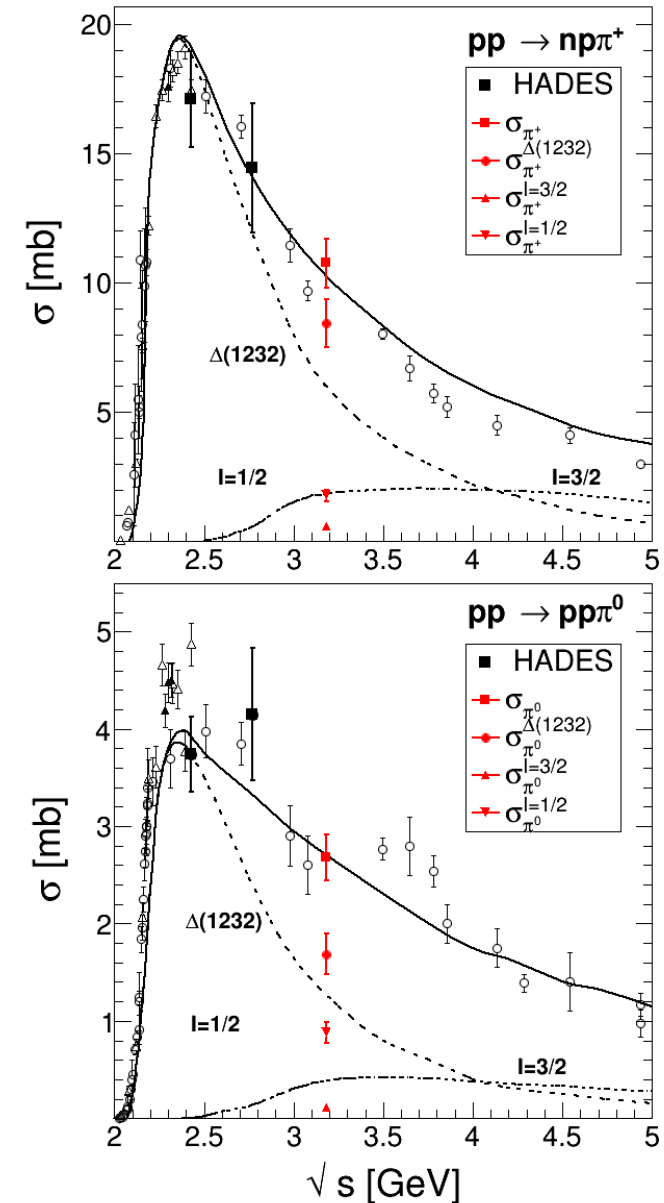 pp → npπ⁺
HADES
σ_π⁺
σ_π⁺^Δ(1232)
σ_π⁺^I=3/2
σ_π⁺^I=1/2
σ [mb]
20
15
10
5
Δ(1232)
I=1/2
I=3/2
2 2.5 3 3.5 4 4.5 5
pp → ppπ⁰
HADES
σ_π⁰
σ_π⁰^Δ(1232)
σ_π⁰^I=3/2
σ_π⁰^I=1/2
σ [mb]
5
4
3
2
1
Δ(1232)
I=1/2
I=3/2
2 2.5 3 3.5 4 4.5 5
√ s [GeV]